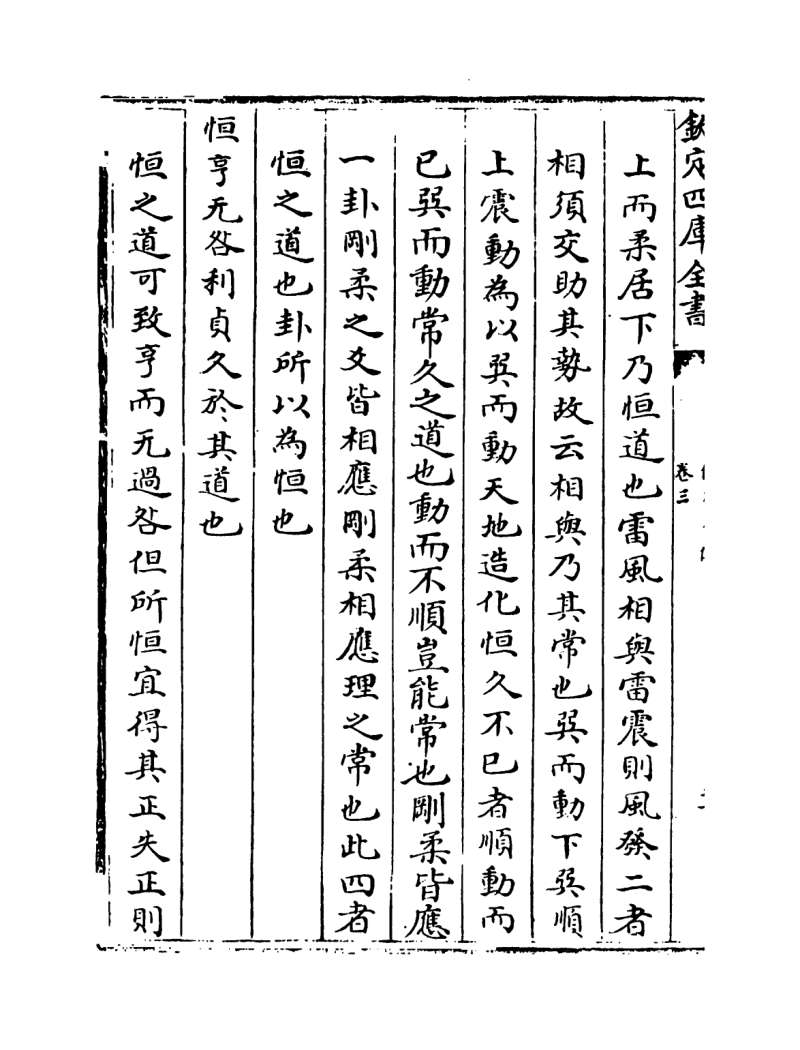 欽定四庫全書
卷三
上而柔居下乃恒道也雷風相與雷震則風發二者
相須交助其勢故云相與乃其常也巽而動下巽順
上震動為以巽而動天地造化恒久不已者順動而
已巽而動常久之道也動而不順豈能常也剛柔皆應
一卦剛柔之爻皆相應剛柔相應理之常也此四者
恒之道也卦所以為恒也
恒亨无咎利貞久於其道也
恒之道可致亨而无過咎但所恒宜得其正失正則